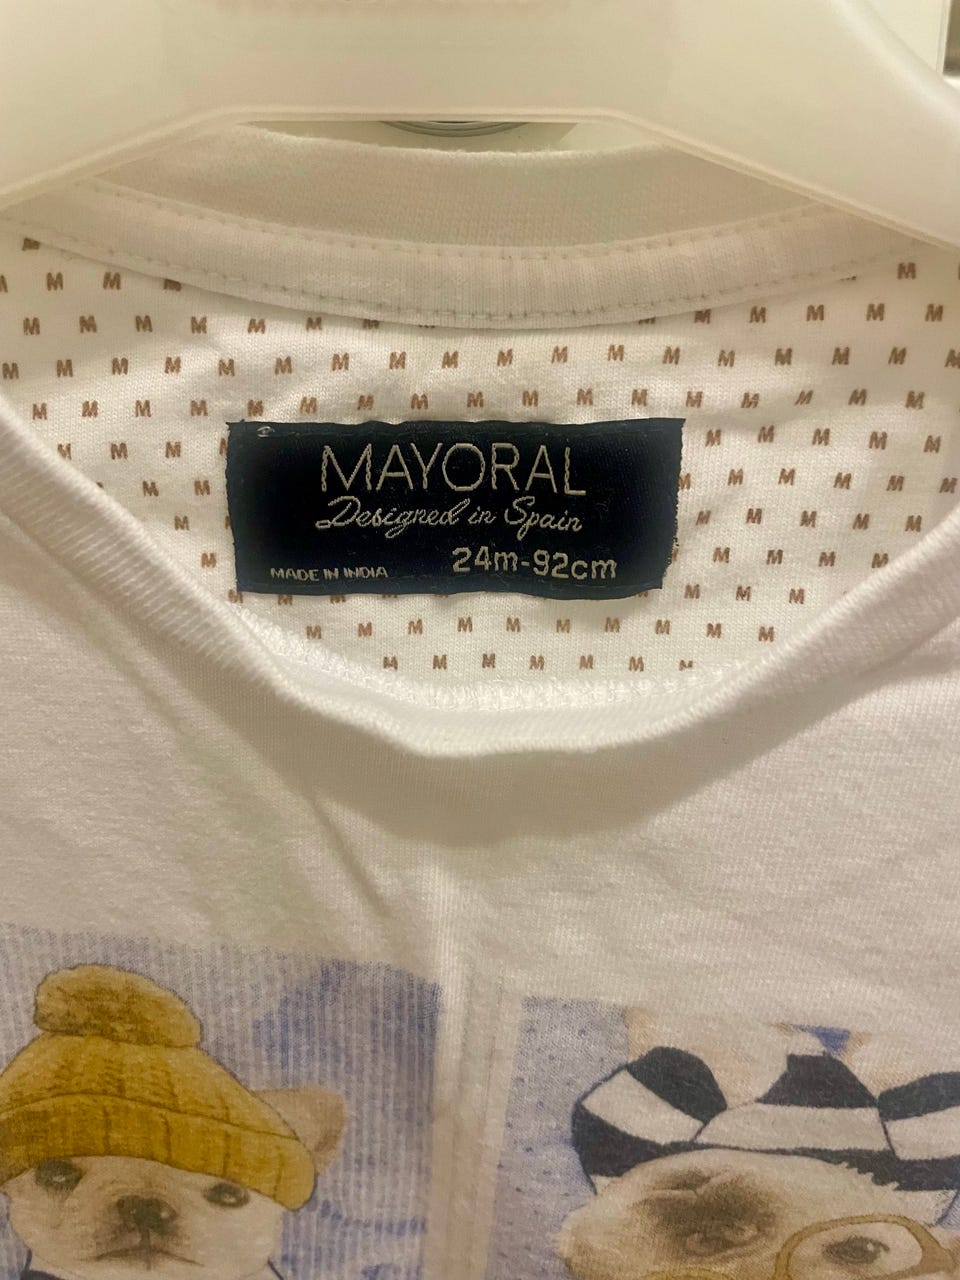 MAYORAL
Designed in Spain
24m-92cm
MADE IN INDIA